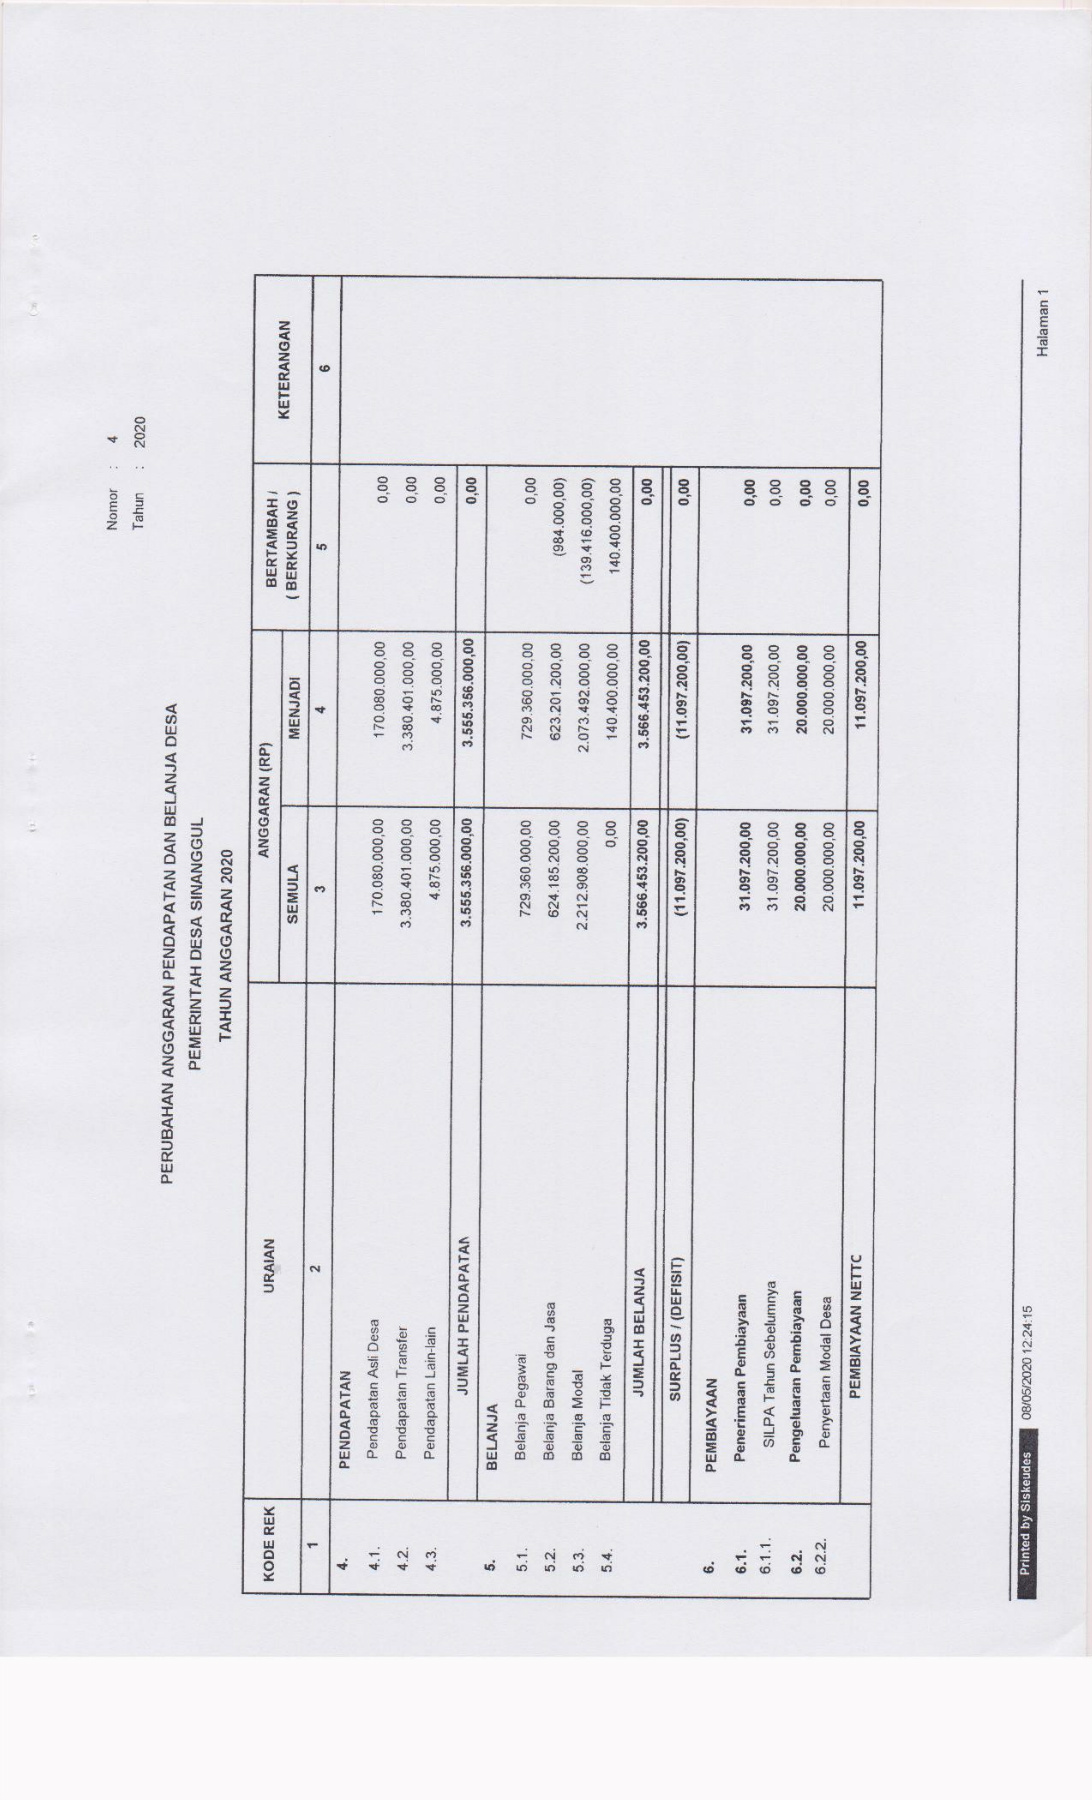 Nomor : 4
Tahun : 2020
PERUBAHAN ANGGARAN PENDAPATAN DAN BELANJA DESA
PEMERINTAH DESA SINANGGUL
TAHUN ANGGARAN 2020
KODE REK URAIAN ANGGARAN (RP) BERTAMBAH / ( BERKURANG ) KETERANGAN
SEMULA MENJADI
1 2 3 4 5 6
4. PENDAPATAN
4.1. Pendapatan Asli Desa 170.080.000,00 170.080.000,00 0,00
4.2. Pendapatan Transfer 3.380.401.000,00 3.380.401.000,00 0,00
4.3. Pendapatan Lain-lain 4.875.000,00 4.875.000,00 0,00
JUMLAH PENDAPATAN 3.555.356.000,00 3.555.356.000,00 0,00
5. BELANJA
5.1. Belanja Pegawai 729.360.000,00 729.360.000,00 0,00
5.2. Belanja Barang dan Jasa 624.185.200,00 623.201.200,00 (984.000,00)
5.3. Belanja Modal 2.212.908.000,00 2.073.492.000,00 (139.416.000,00)
5.4. Belanja Tidak Terduga 0,00 140.400.000,00 140.400.000,00
JUMLAH BELANJA 3.566.453.200,00 3.566.453.200,00 0,00
SURPLUS / (DEFISIT) (11.097.200,00) (11.097.200,00) 0,00
6. PEMBIAYAAN
6.1. Penerimaan Pembiayaan 31.097.200,00 31.097.200,00 0,00
6.1.1. SILPA Tahun Sebelumnya 31.097.200,00 31.097.200,00 0,00
6.2. Pengeluaran Pembiayaan 20.000.000,00 20.000.000,00 0,00
6.2.2. Penyertaan Modal Desa 20.000.000,00 20.000.000,00 0,00
PEMBIAYAAN NETTO 11.097.200,00 11.097.200,00 0,00
Printed by Siskeudes 08/05/2020 12:24:15
Halaman 1